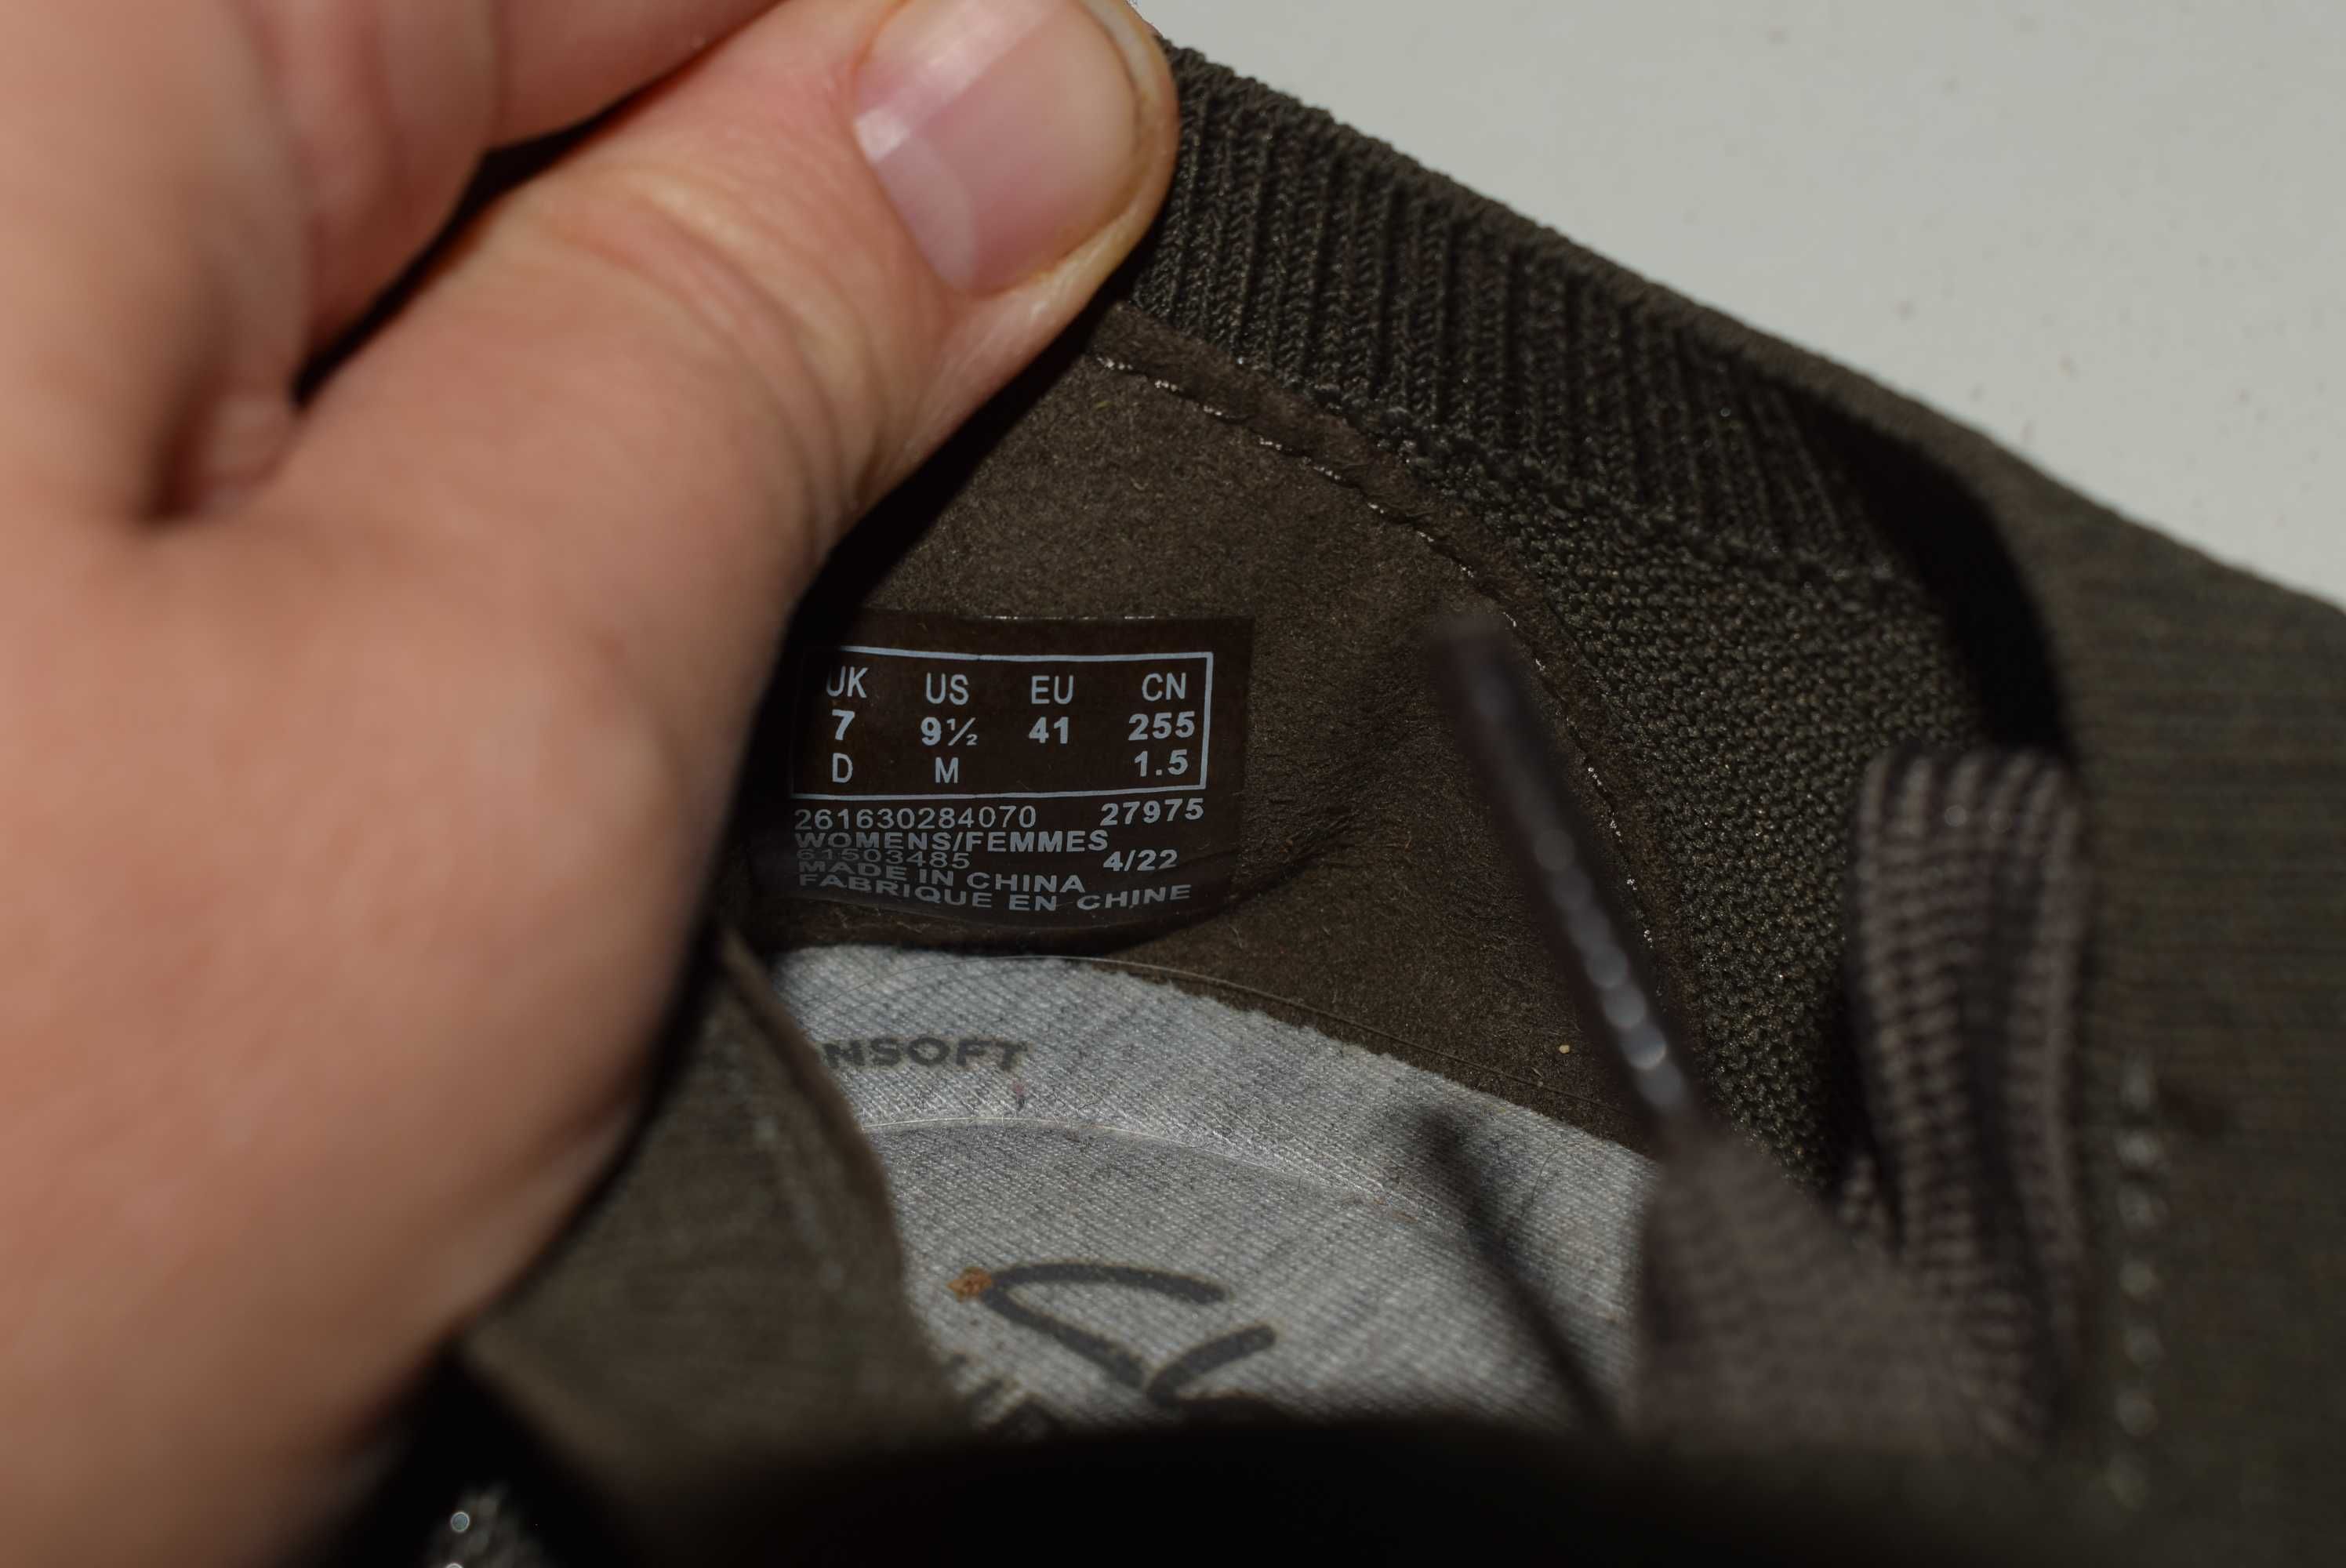 UK US EU CN
7 9½ 41 255
D M 1.5
261630284070 27975
WOMENS/FEMMES
61503485 4/22
MADE IN CHINA
FABRIQUE EN CHINE
NSOFT